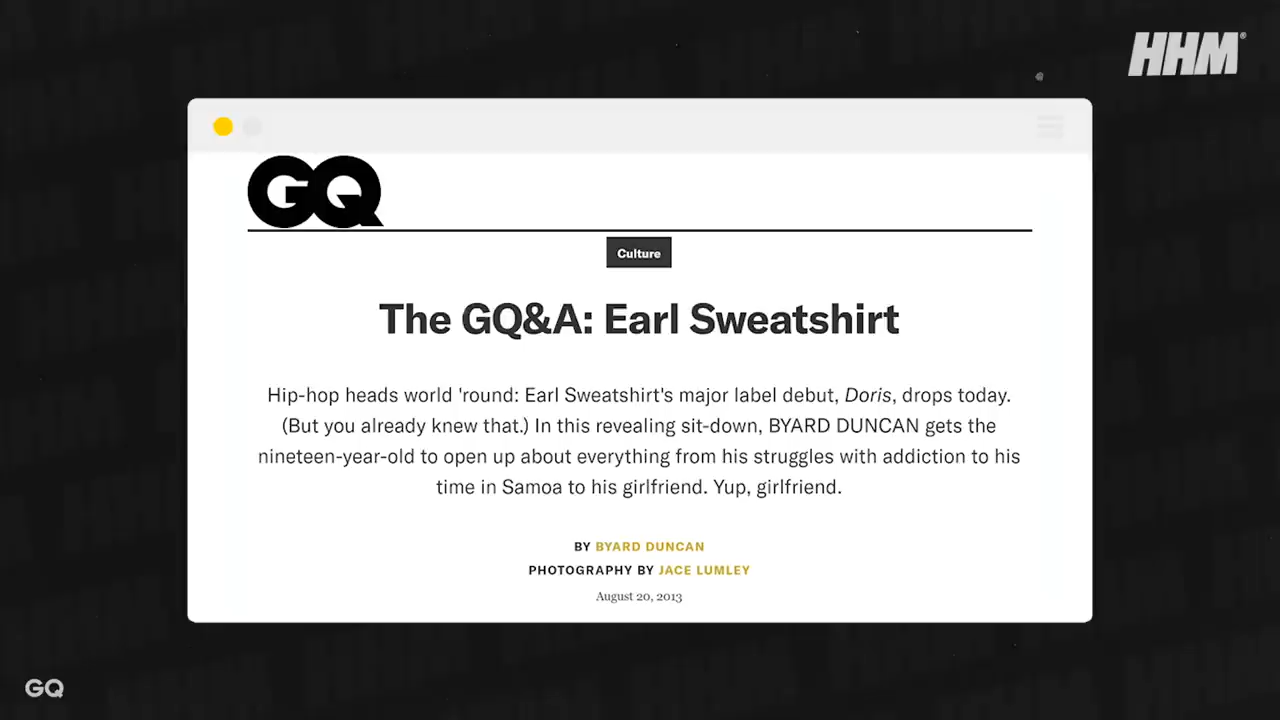 HHM®
GQ
Culture
The GQ&A: Earl Sweatshirt
Hip-hop heads world 'round: Earl Sweatshirt's major label debut, Doris, drops today.
(But you already knew that.) In this revealing sit-down, BYARD DUNCAN gets the
nineteen-year-old to open up about everything from his struggles with addiction to his
time in Samoa to his girlfriend. Yup, girlfriend.
BY BYARD DUNCAN
PHOTOGRAPHY BY JACE LUMLEY
August 20, 2013
GQ